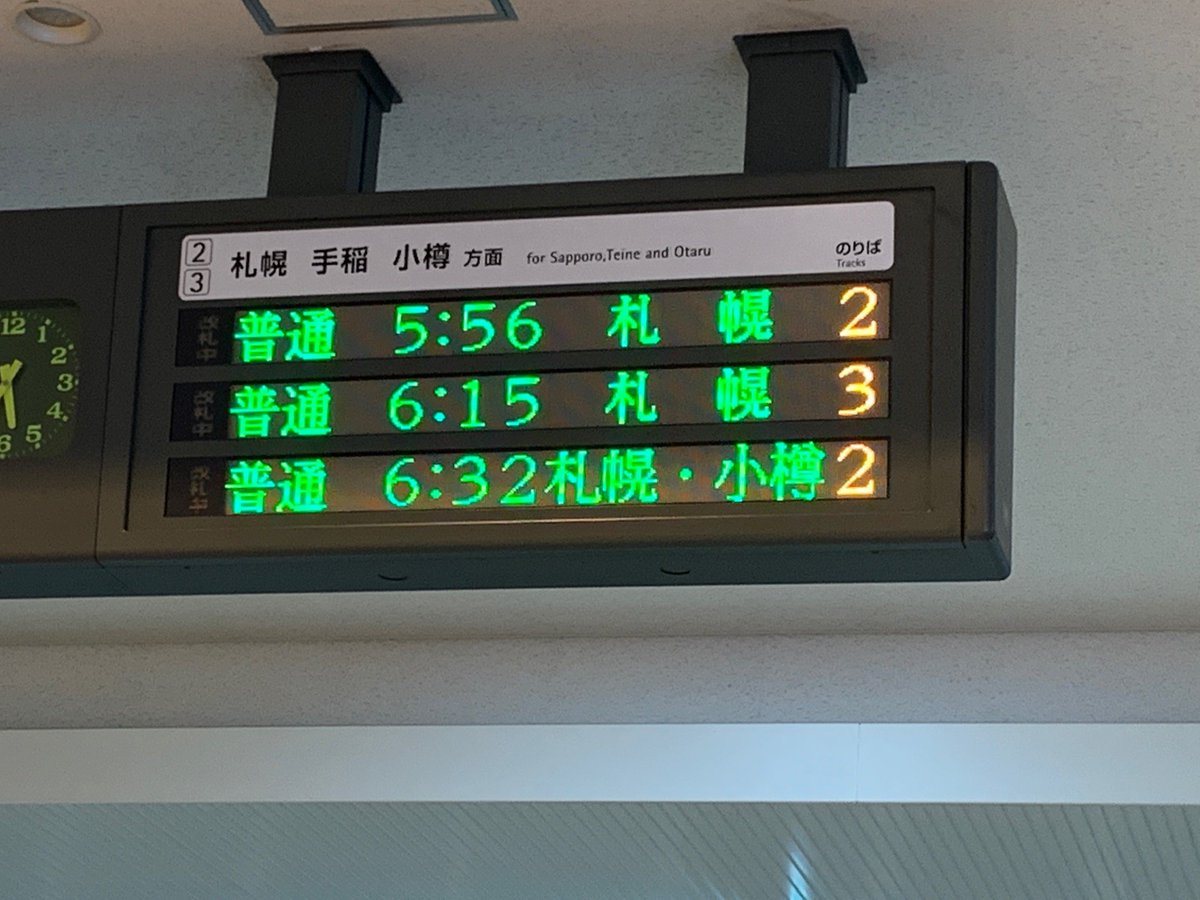 2
3
札幌 手稲 小樽 方面 for Sapporo,Teine and Otaru
のりば
Tracks
改札中 普通 5:56 札幌 2
改札中 普通 6:15 札幌 3
改札中 普通 6:32 札幌・小樽 2
12
1
2
3
4
5
6